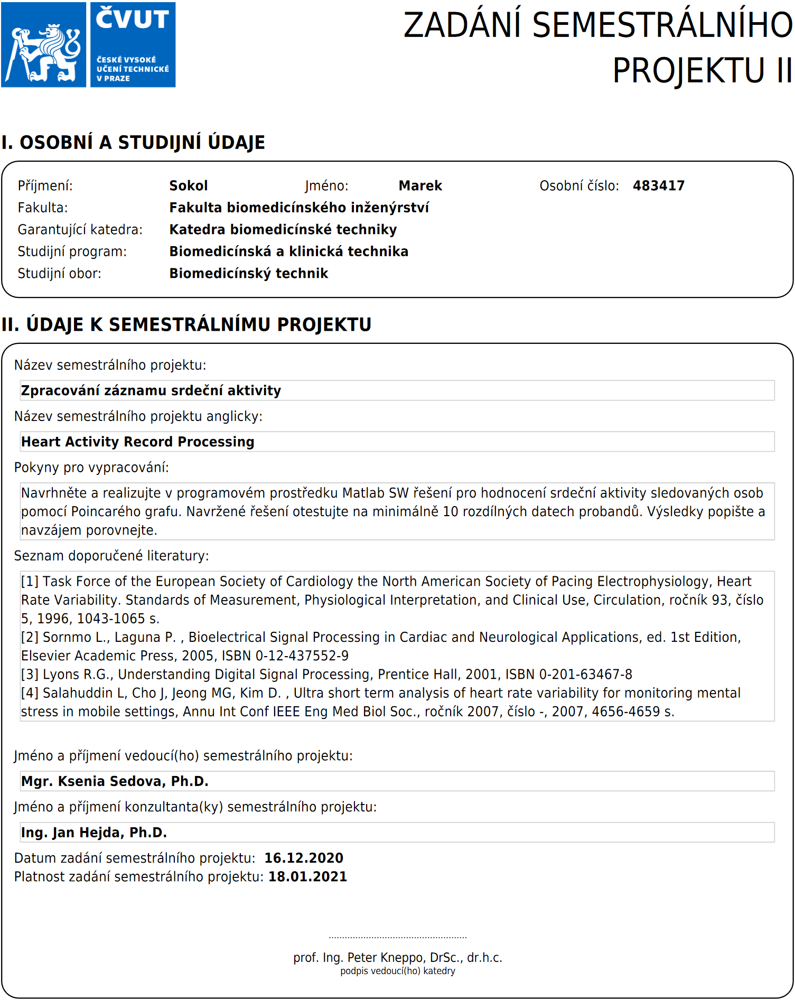 ČVUT
ČESKÉ VYSOKÉ
UČENÍ TECHNICKÉ
V PRAZE
ZADÁNÍ SEMESTRÁLNÍHO
PROJEKTU II
I. OSOBNÍ A STUDIJNÍ ÚDAJE
Příjmení: Sokol Jméno: Marek Osobní číslo: 483417
Fakulta: Fakulta biomedicínského inženýrství
Garantující katedra: Katedra biomedicínské techniky
Studijní program: Biomedicínská a klinická technika
Studijní obor: Biomedicínský technik
II. ÚDAJE K SEMESTRÁLNÍMU PROJEKTU
Název semestrálního projektu:
Zpracování záznamu srdeční aktivity
Název semestrálního projektu anglicky:
Heart Activity Record Processing
Pokyny pro vypracování:
Navrhněte a realizujte v programovém prostředku Matlab SW řešení pro hodnocení srdeční aktivity sledovaných osob
pomocí Poincarého grafu. Navržené řešení otestujte na minimálně 10 rozdílných datech probandů. Výsledky popište a
navzájem porovnejte.
Seznam doporučené literatury:
[1] Task Force of the European Society of Cardiology the North American Society of Pacing Electrophysiology, Heart
Rate Variability. Standards of Measurement, Physiological Interpretation, and Clinical Use, Circulation, ročník 93, číslo
5, 1996, 1043-1065 s.
[2] Sornmo L., Laguna P. , Bioelectrical Signal Processing in Cardiac and Neurological Applications, ed. 1st Edition,
Elsevier Academic Press, 2005, ISBN 0-12-437552-9
[3] Lyons R.G., Understanding Digital Signal Processing, Prentice Hall, 2001, ISBN 0-201-63467-8
[4] Salahuddin L, Cho J, Jeong MG, Kim D. , Ultra short term analysis of heart rate variability for monitoring mental
stress in mobile settings, Annu Int Conf IEEE Eng Med Biol Soc., ročník 2007, číslo -, 2007, 4656-4659 s.
Jméno a příjmení vedoucí(ho) semestrálního projektu:
Mgr. Ksenia Sedova, Ph.D.
Jméno a příjmení konzultanta(ky) semestrálního projektu:
Ing. Jan Hejda, Ph.D.
Datum zadání semestrálního projektu: 16.12.2020
Platnost zadání semestrálního projektu: 18.01.2021
....................................................
prof. Ing. Peter Kneppo, DrSc., dr.h.c.
podpis vedoucí(ho) katedry